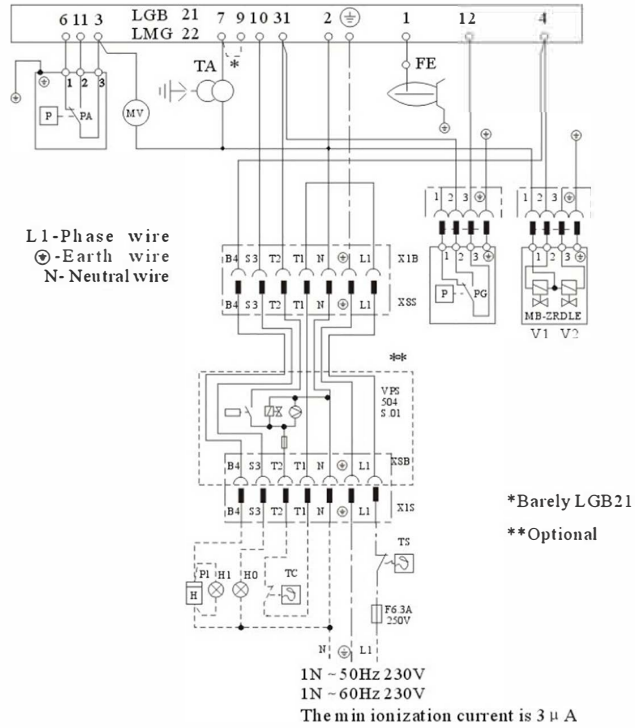 LGB 21
LMG 22
6 11 3 7 9 10 31 2 1 12 4
*
TA
FE
1 2 3
P PA
MV
L1-Phase wire
-Earth wire
N-Neutral wire
1 2 3
1 2 3
B4 S3 T2 T1 N L1 X1B
B4 S3 T2 T1 N L1 X8S
1 2 3
P PG
1 2 3
MB-ZRDLE
V1 V2
**
VPS
504
S.01
B4 S3 T2 T1 N L1 X8B
B4 S3 T2 T1 N L1 X1S
*Barely LGB21
**Optional
TS
P1 H1 H0 TC
H
F6.3A
250V
N L1
1N ~ 50Hz 230V
1N ~ 60Hz 230V
The min ionization current is 3 μ A